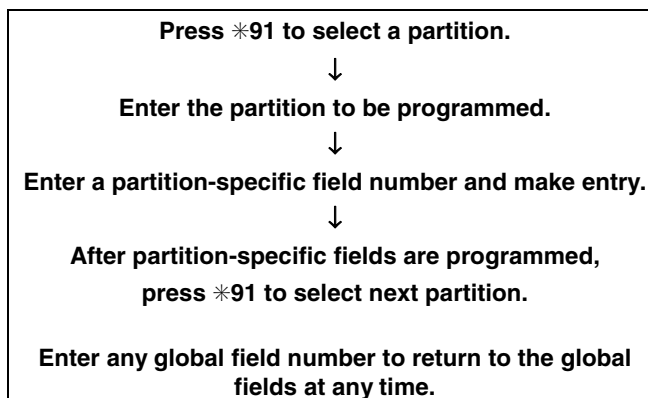 Press ✳91 to select a partition.
↓
Enter the partition to be programmed.
↓
Enter a partition-specific field number and make entry.
↓
After partition-specific fields are programmed,
press ✳91 to select next partition.
Enter any global field number to return to the global
fields at any time.